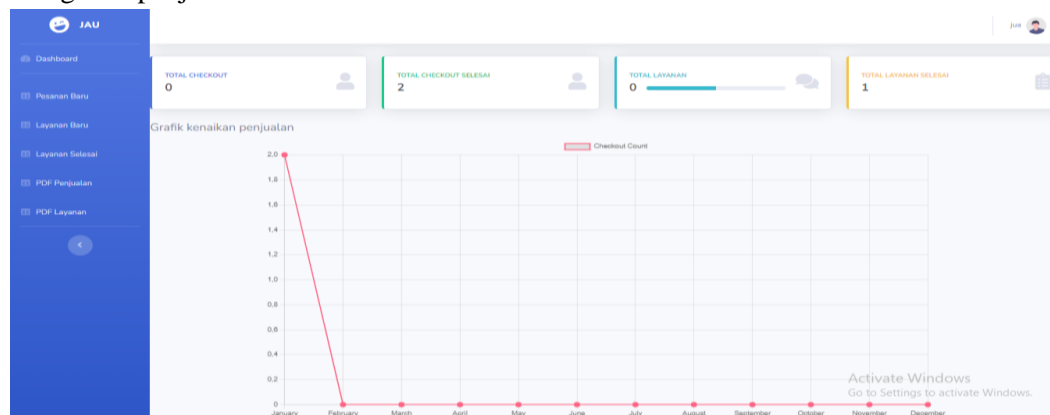 JAU
jue
Dashboard
Pesanan Baru
Layanan Baru
Layanan Selesai
PDF Penjualan
PDF Layanan
TOTAL CHECKOUT
0
TOTAL CHECKOUT SELESAI
2
TOTAL LAYANAN
0
TOTAL LAYANAN SELESAI
1
Grafik kenaikan penjualan
Checkout Count
2,0
1,8
1,6
1,4
1,2
1,0
0,8
0,6
0,4
0,2
0
January February March April May June July August September October November December
Activate Windows
Go to Settings to activate Windows.